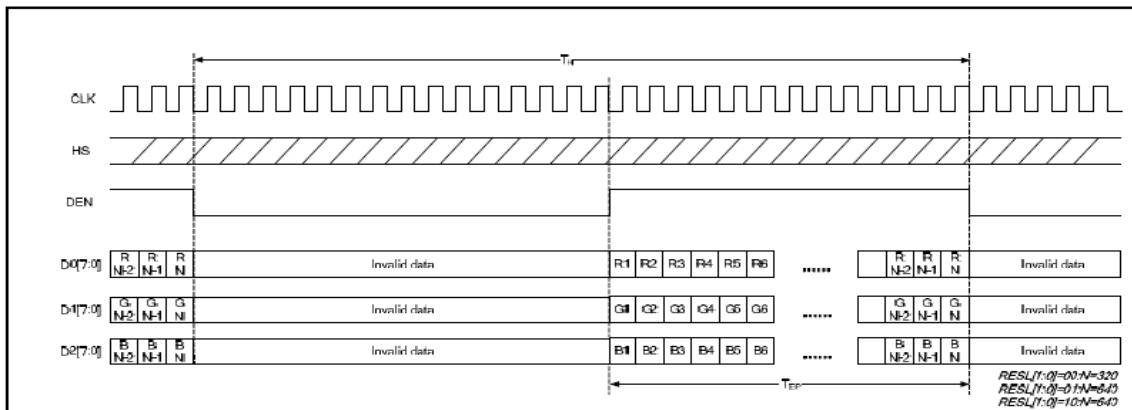 TH
CLK
HS
DEN
D0[7:0] R N-2 R N-1 R N Invalid data R1 R2 R3 R4 R5 R6 ...... R N-2 R N-1 R N Invalid data
D1[7:0] G N-2 G N-1 G N Invalid data G1 G2 G3 G4 G5 G6 ...... G N-2 G N-1 G N Invalid data
D2[7:0] B N-2 B N-1 B N Invalid data B1 B2 B3 B4 B5 B6 ...... B N-2 B N-1 B N Invalid data
TEP
RESL[1:0]=00:N=320
RESL[1:0]=01:N=640
RESL[1:0]=10:N=640